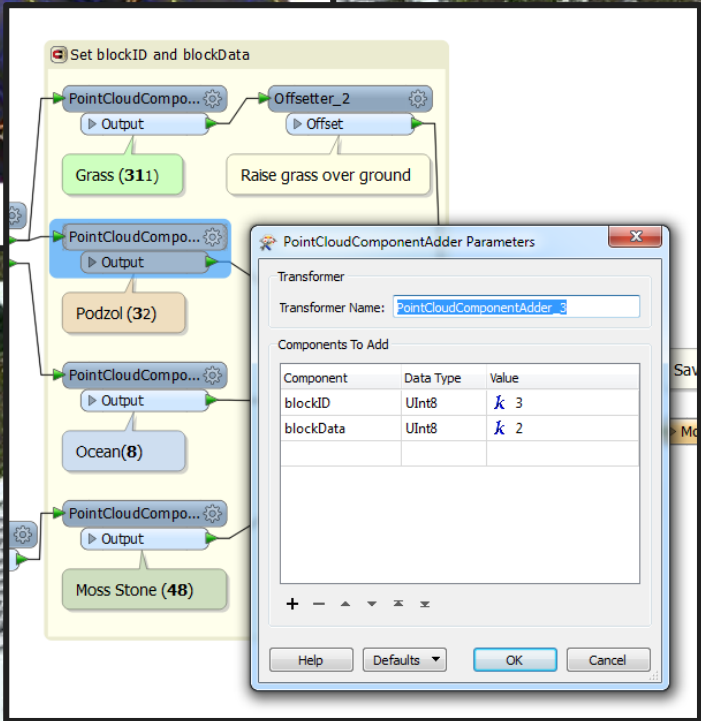 Set blockID and blockData
PointCloudCompo...
Offsetter_2
Output
Offset
Grass (311)
Raise grass over ground
PointCloudCompo...
Output
Podzol (32)
PointCloudCompo...
Output
Ocean(8)
PointCloudCompo...
Output
Moss Stone (48)
PointCloudComponentAdder Parameters
Transformer
Transformer Name: PointCloudComponentAdder_3
Components To Add
Component Data Type Value
blockID UInt8 k 3
blockData UInt8 k 2
Help Defaults OK Cancel
Sav
Mo